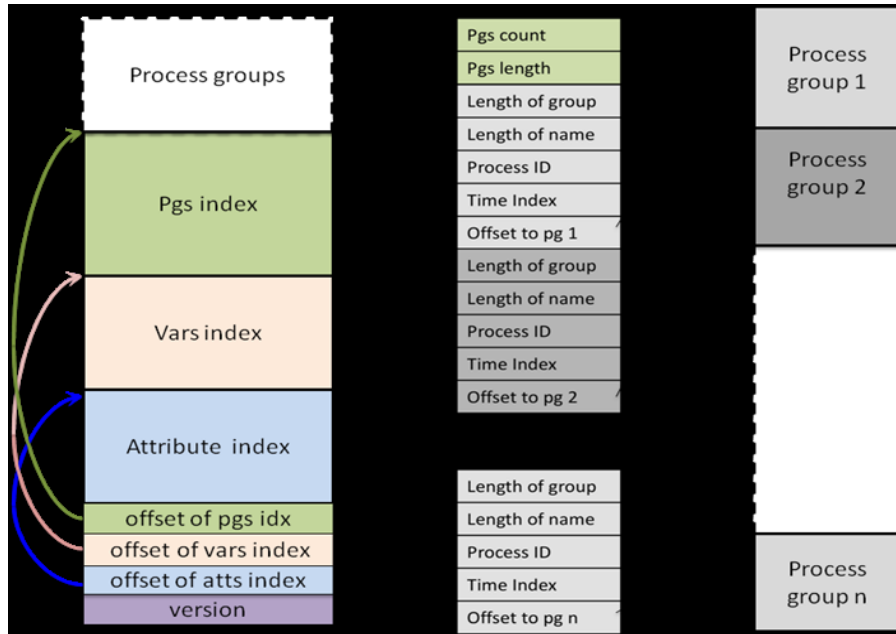 Process groups
Pgs index
Vars index
Attribute index
offset of pgs idx
offset of vars index
offset of atts index
version
Pgs count
Pgs length
Length of group
Length of name
Process ID
Time Index
Offset to pg 1
Length of group
Length of name
Process ID
Time Index
Offset to pg 2
Length of group
Length of name
Process ID
Time Index
Offset to pg n
Process
group 1
Process
group 2
Process
group n